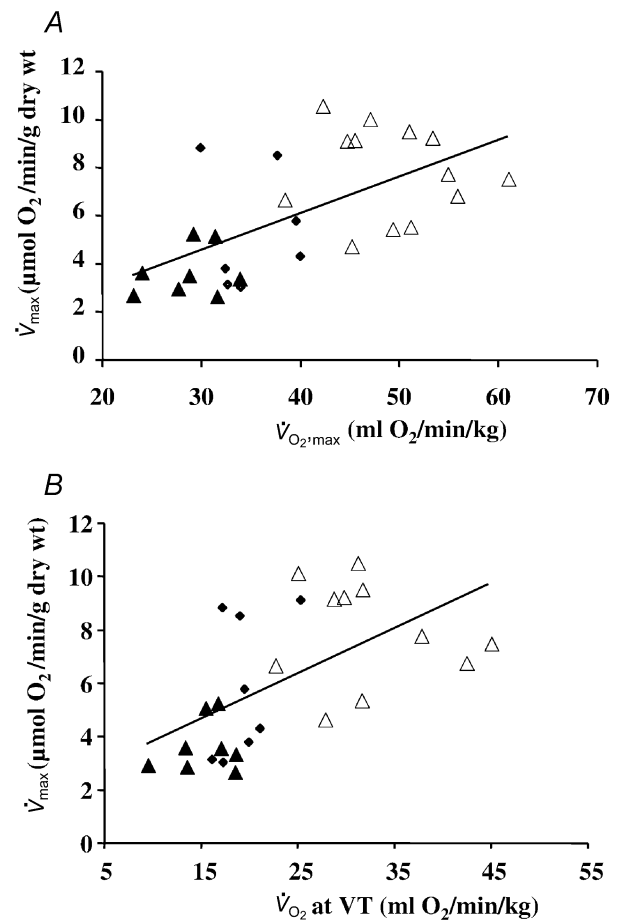 A
V̇max (μmol O2/min/g dry wt
12
10
8
6
4
2
0
20 30 40 50 60 70
V̇O2,max (ml O2/min/kg)
B
V̇max (μmol O2/min/g dry wt)
12
10
8
6
4
2
0
5 15 25 35 45 55
V̇O2 at VT (ml O2/min/kg)